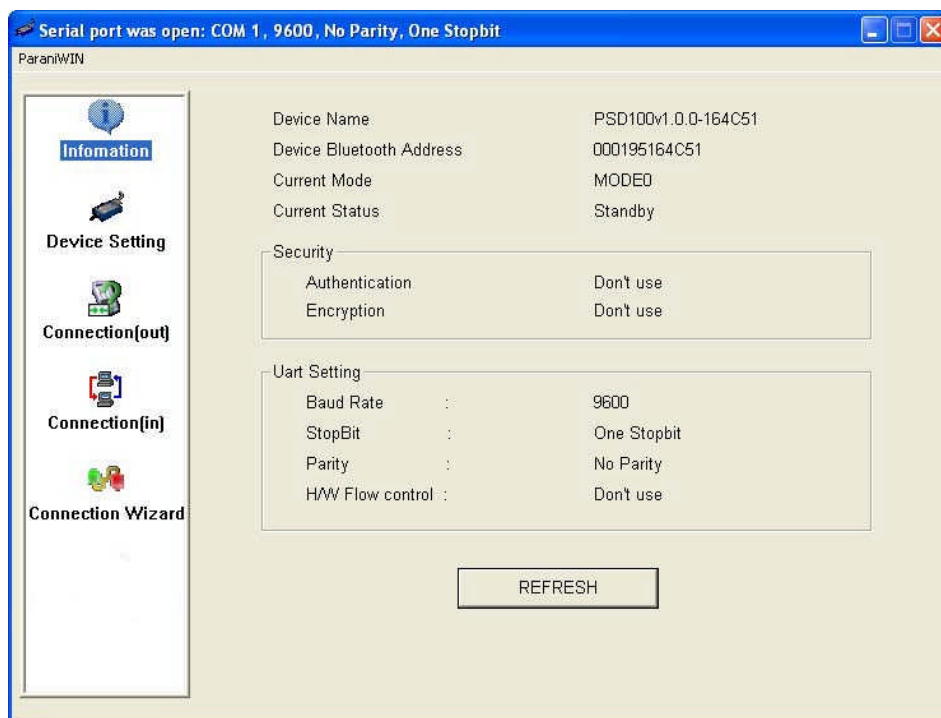 Serial port was open: COM 1, 9600, No Parity, One Stopbit
ParaniWIN
Infomation
Device Setting
Connection(out)
Connection(in)
Connection Wizard
Device Name PSD100v1.0.0-164C51
Device Bluetooth Address 000195164C51
Current Mode MODE0
Current Status Standby
Security
Authentication Don't use
Encryption Don't use
Uart Setting
Baud Rate : 9600
StopBit : One Stopbit
Parity : No Parity
H/W Flow control : Don't use
REFRESH